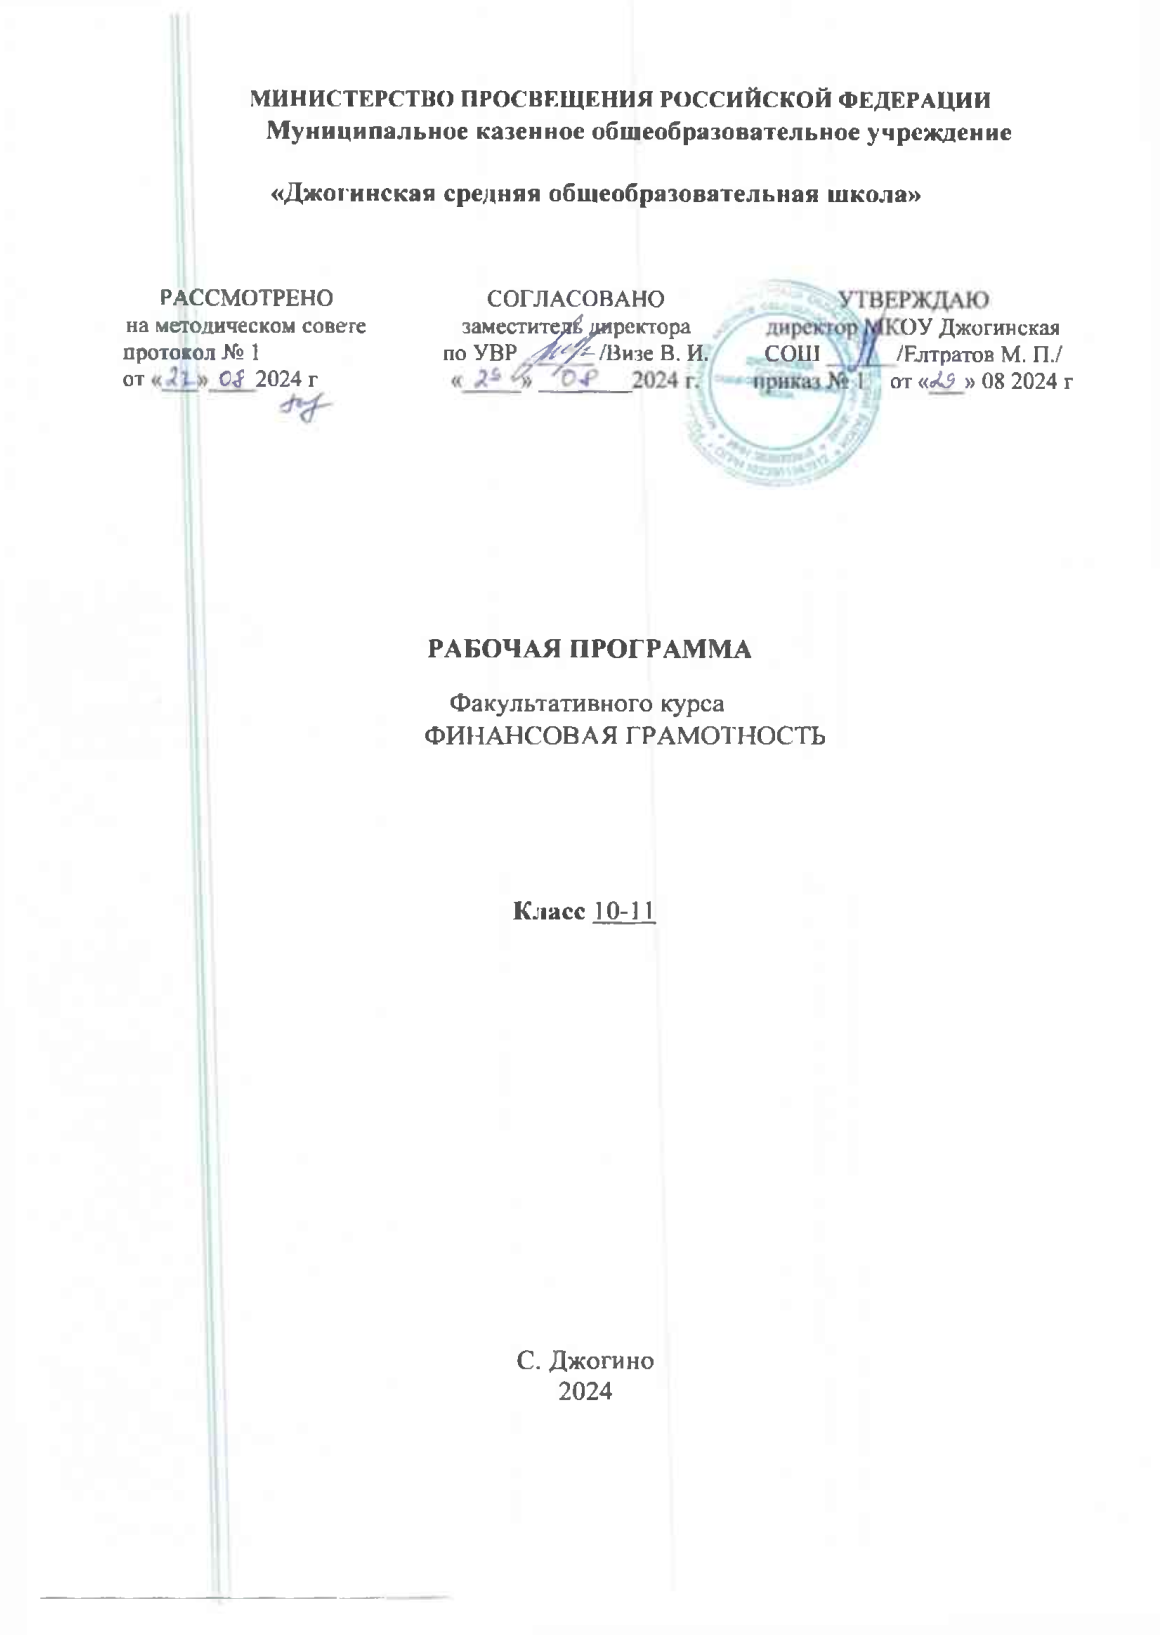 МИНИСТЕРСТВО ПРОСВЕЩЕНИЯ РОССИЙСКОЙ ФЕДЕРАЦИИ
Муниципальное казенное общеобразовательное учреждение
«Джогинская средняя общеобразовательная школа»
РАССМОТРЕНО
на методическом совете
протокол № 1
от «27» 08 2024 г
СОГЛАСОВАНО
заместитель директора
по УВР /Визе В. И.
« 29 » 08 2024 г.
УТВЕРЖДАЮ
директор МКОУ Джогинская
СОШ /Елтратов М. П./
приказ № 1 от «29» 08 2024 г
РАБОЧАЯ ПРОГРАММА
Факультативного курса
ФИНАНСОВАЯ ГРАМОТНОСТЬ
Класс 10-11
С. Джогино
2024